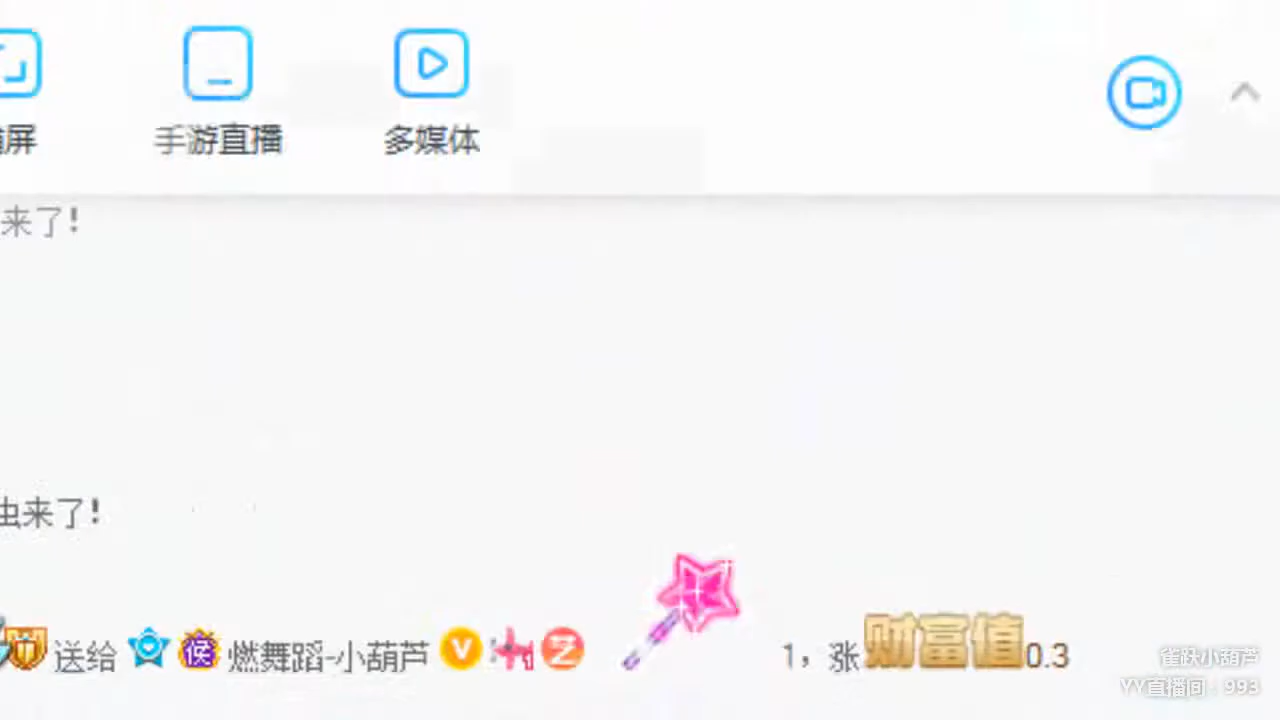 屏 手游直播 多媒体
来了!
虫来了!
送给 侯 燃舞蹈-小葫芦 V 艺 1，涨 财富值0.3
雀跃小葫芦
YY直播间：993